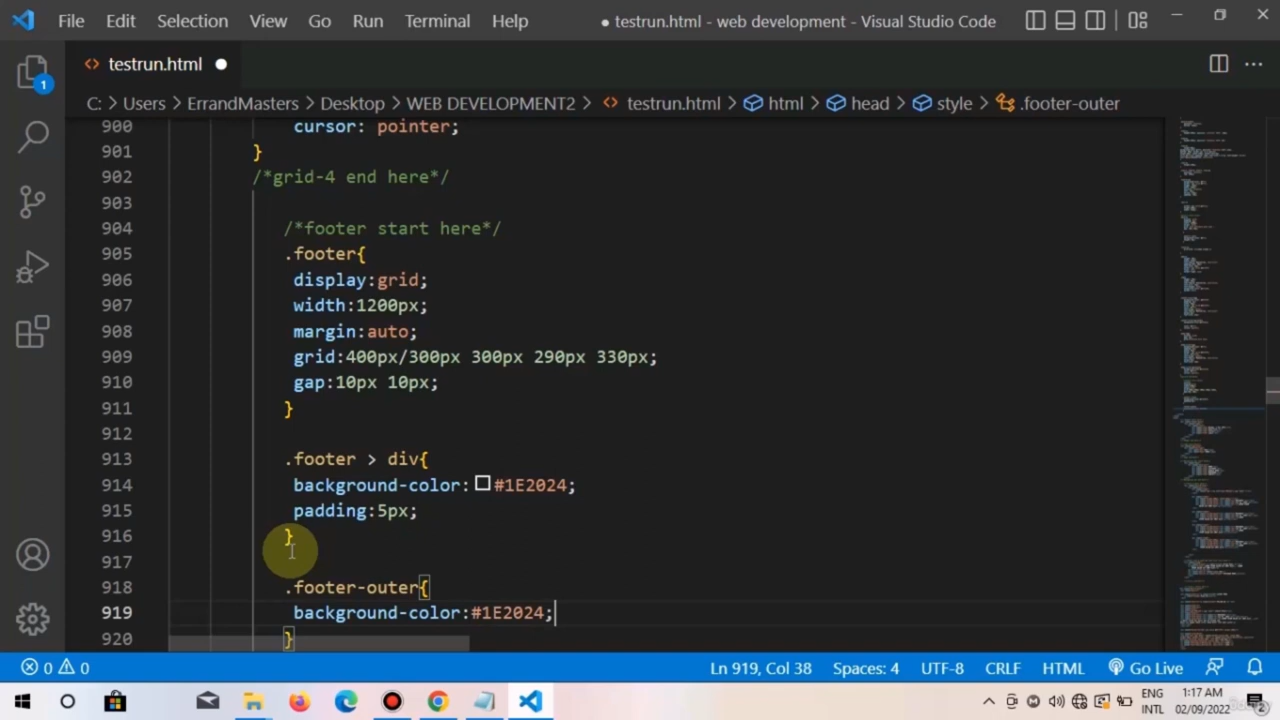 File Edit Selection View Go Run Terminal Help ● testrun.html - web development - Visual Studio Code
<> testrun.html ●
C: > Users > ErrandMasters > Desktop > WEB DEVELOPMENT2 > <> testrun.html > html > head > style > .footer-outer
1
900 cursor: pointer;
901 }
902 /*grid-4 end here*/
903
904 /*footer start here*/
905 .footer{
906 display:grid;
907 width:1200px;
908 margin:auto;
909 grid:400px/300px 300px 290px 330px;
910 gap:10px 10px;
911 }
912
913 .footer > div{
914 background-color:#1E2024;
915 padding:5px;
916 }
917
918 .footer-outer{
919 background-color:#1E2024;
920 }
0 0 Ln 919, Col 38 Spaces: 4 UTF-8 CRLF HTML Go Live
ENG 1:17 AM
INTL 02/09/2022 2